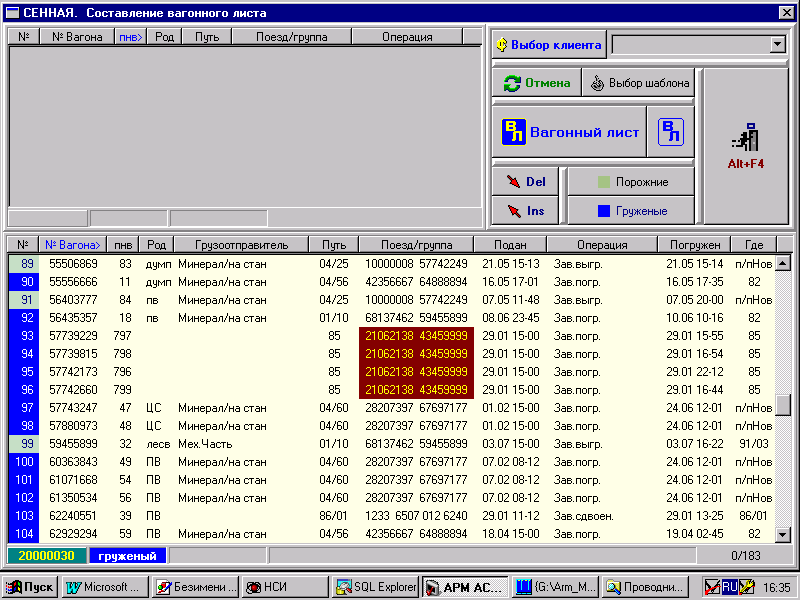 СЕННАЯ. Составление вагонного листа
№ № Вагона пнв> Род Путь Поезд/группа Операция
Выбор клиента
Отмена Выбор шаблона
ВЛ Вагонный лист ВЛ
Alt+F4
Del Порожние
Ins Груженые
№ № Вагона> пнв Род Грузоотправитель Путь Поезд/группа Подан Операция Погружен Где
89 55506869 83 думп Минерал/на стан 04/25 10000008 57742249 21.05 15-13 Зав.выгр. 21.05 15-14 п/пНов
90 55556666 11 думп Минерал/на стан 04/56 42356667 64888894 16.05 17-01 Зав.погр. 16.05 17-35 82
91 56403777 84 пв Минерал/на стан 04/25 10000008 57742249 07.05 11-48 Зав.выгр. 07.05 20-00 п/пНов
92 56435357 18 пв Минерал/на стан 01/10 68137462 59455899 08.06 23-45 Зав.погр. 10.06 10-16 82
93 57739229 797 85 21062138 43459999 29.01 15-00 Зав.погр. 29.01 15-55 85
94 57739815 798 85 21062138 43459999 29.01 15-00 Зав.погр. 29.01 16-54 85
95 57742173 796 85 21062138 43459999 29.01 15-00 Зав.погр. 29.01 22-12 85
96 57742660 799 85 21062138 43459999 29.01 15-00 Зав.погр. 29.01 16-44 85
97 57743247 47 ЦС Минерал/на стан 04/60 28207397 67697177 01.02 15-00 Зав.погр. 24.06 12-01 п/пНов
98 57880973 48 ЦС Минерал/на стан 04/60 28207397 67697177 01.02 15-00 Зав.погр. 24.06 12-01 п/пНов
99 59455899 32 лесв Мех.Часть 01/10 68137462 59455899 03.07 15-00 Зав.выгр. 03.07 16-22 91/03
100 60363843 49 ПВ Минерал/на стан 04/60 28207397 67697177 07.02 08-12 Зав.погр. 24.06 12-01 п/пНов
101 61071668 54 ПВ Минерал/на стан 04/60 28207397 67697177 07.02 08-12 Зав.погр. 24.06 12-01 п/пНов
102 61350534 56 ПВ Минерал/на стан 04/60 28207397 67697177 07.02 08-12 Зав.погр. 24.06 12-01 п/пНов
103 62240551 39 ПВ 86/01 1233 6507 012 6240 29.01 11-12 Зав.сдвоен. 29.01 13-25 86/01
104 62929294 59 ПВ Минерал/на стан 04/56 42356667 64888894 18.04 15-00 Зав.погр. 19.04 02-45 82
20000030 груженый 0/183
Пуск Microsoft ... Безимени ... НСИ SQL Explorer АРМ АС... {G:\Arm_M... Проводни... RU 16:35